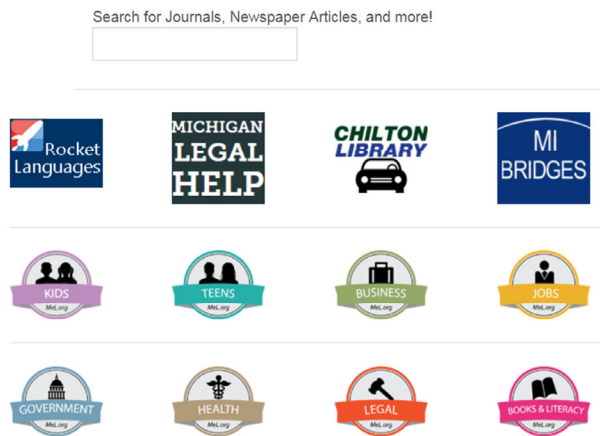 Search for Journals, Newspaper Articles, and more!
Rocket
Languages
MICHIGAN
LEGAL
HELP
CHILTON
LIBRARY
MI
BRIDGES
KIDS
MeL.org
TEENS
MeL.org
BUSINESS
MeL.org
JOBS
MeL.org
GOVERNMENT
MeL.org
HEALTH
MeL.org
LEGAL
MeL.org
BOOKS & LITERACY
MeL.org